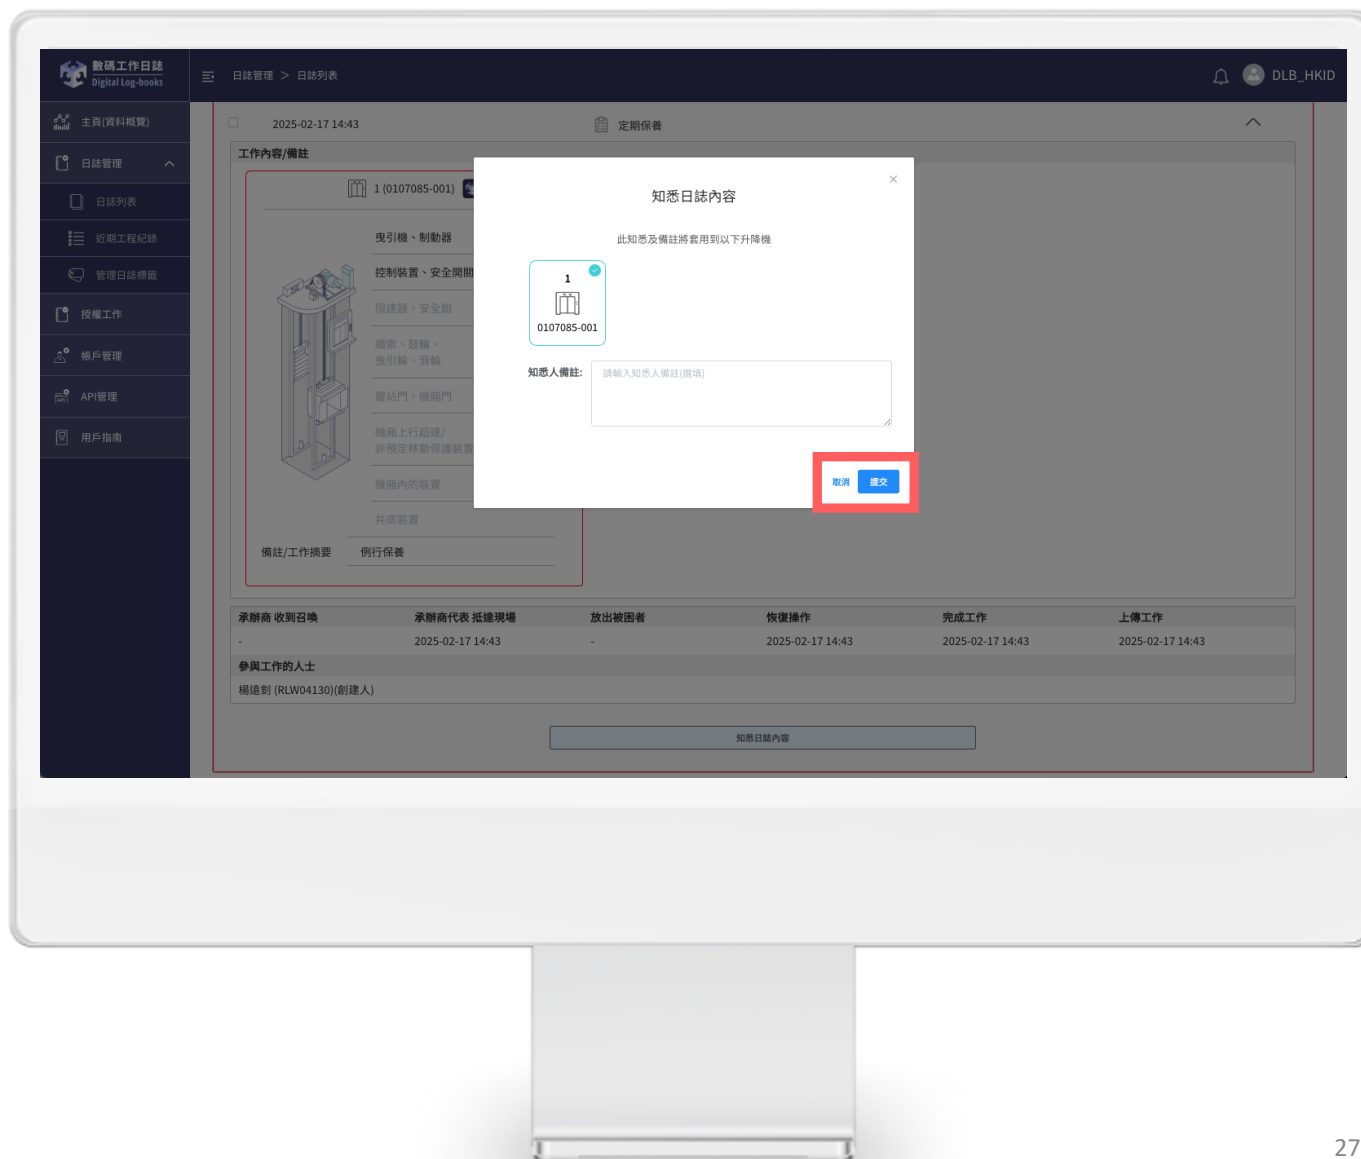 數碼工作日誌
Digital Log-books
日誌管理 > 日誌列表
DLB_HKID
主頁(資料概覽)
日誌管理
日誌列表
近期工程紀錄
管理日誌標籤
授權工作
帳戶管理
API管理
用戶指南
2025-02-17 14:43
定期保養
工作內容/備註
1 (0107085-001)
曳引機、制動器
控制裝置、安全開關
限速器、安全鉗
纜索、鼓輪、
曳引輪、滑輪
層站門、機廂門
機廂上行超速/
非預定移動保護裝置
機廂內的裝置
井底裝置
備註/工作摘要 例行保養
知悉日誌內容
此知悉及備註將套用到以下升降機
1
0107085-001
知悉人備註: 請輸入知悉人備註(選填)
取消 提交
承辦商 收到召喚 承辦商代表 抵達現場 放出被困者 恢復操作 完成工作 上傳工作
- 2025-02-17 14:43 - 2025-02-17 14:43 2025-02-17 14:43 2025-02-17 14:43
參與工作的人士
楊遠釗 (RLW04130)(創建人)
知悉日誌內容
27